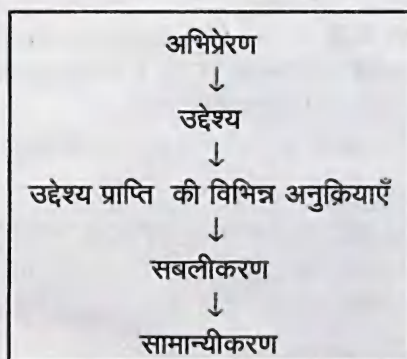 अभिप्रेरण
↓
उद्देश्य
↓
उद्देश्य प्राप्ति की विभिन्न अनुक्रियाएँ
↓
सबलीकरण
↓
सामान्यीकरण